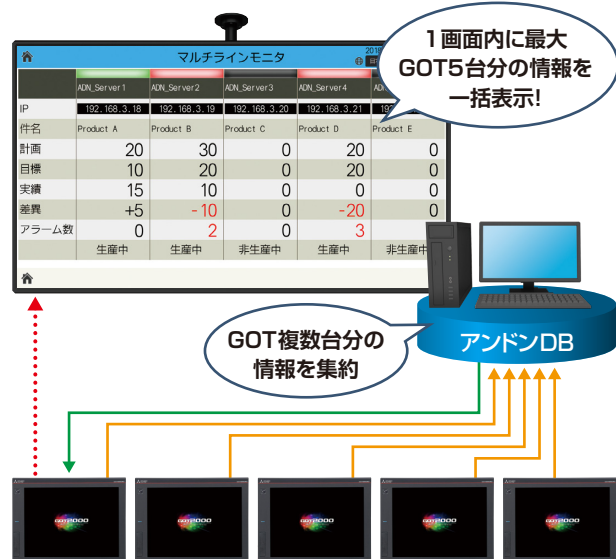 マルチラインモニタ
1画面内に最大
GOT5台分の情報を
一括表示!
ADN_Server1 ADN_Server2 ADN_Server3 ADN_Server4
IP 192.168.3.18 192.168.3.19 192.168.3.20 192.168.3.21
件名 Product A Product B Product C Product D Product E
計画 20 30 0 20 0
目標 10 20 0 20 0
実績 15 10 0 0 0
差異 +5 -10 0 -20 0
アラーム数 0 2 0 3 0
生産中 生産中 非生産中 生産中 非生産中
GOT複数台分の
情報を集約
アンドンDB
GOT2000 GOT2000 GOT2000 GOT2000 GOT2000